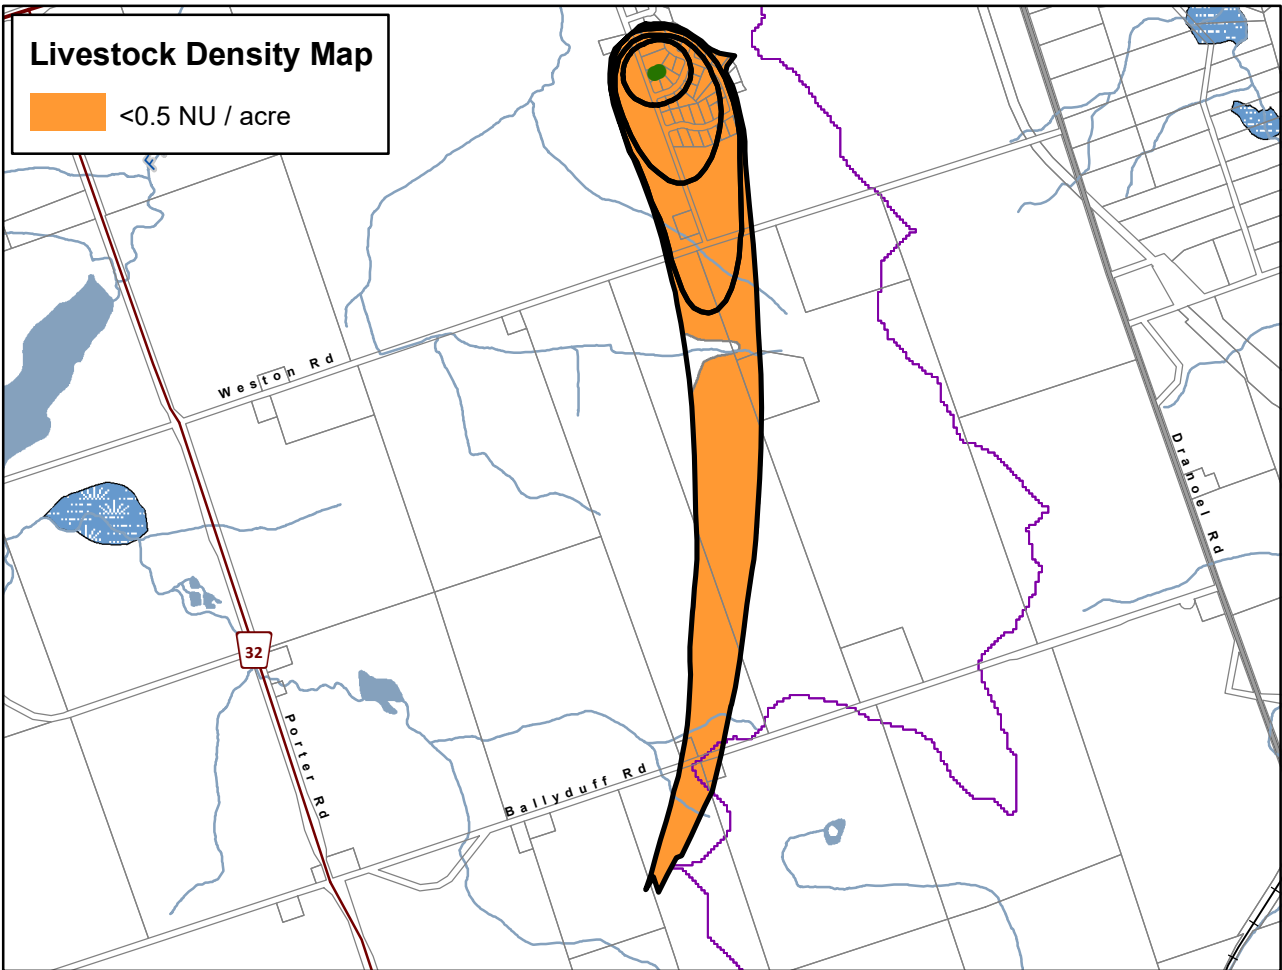 Livestock Density Map
<0.5 NU / acre
Weston Rd
Dranoel Rd
32
Porter Rd
Ballyduff Rd